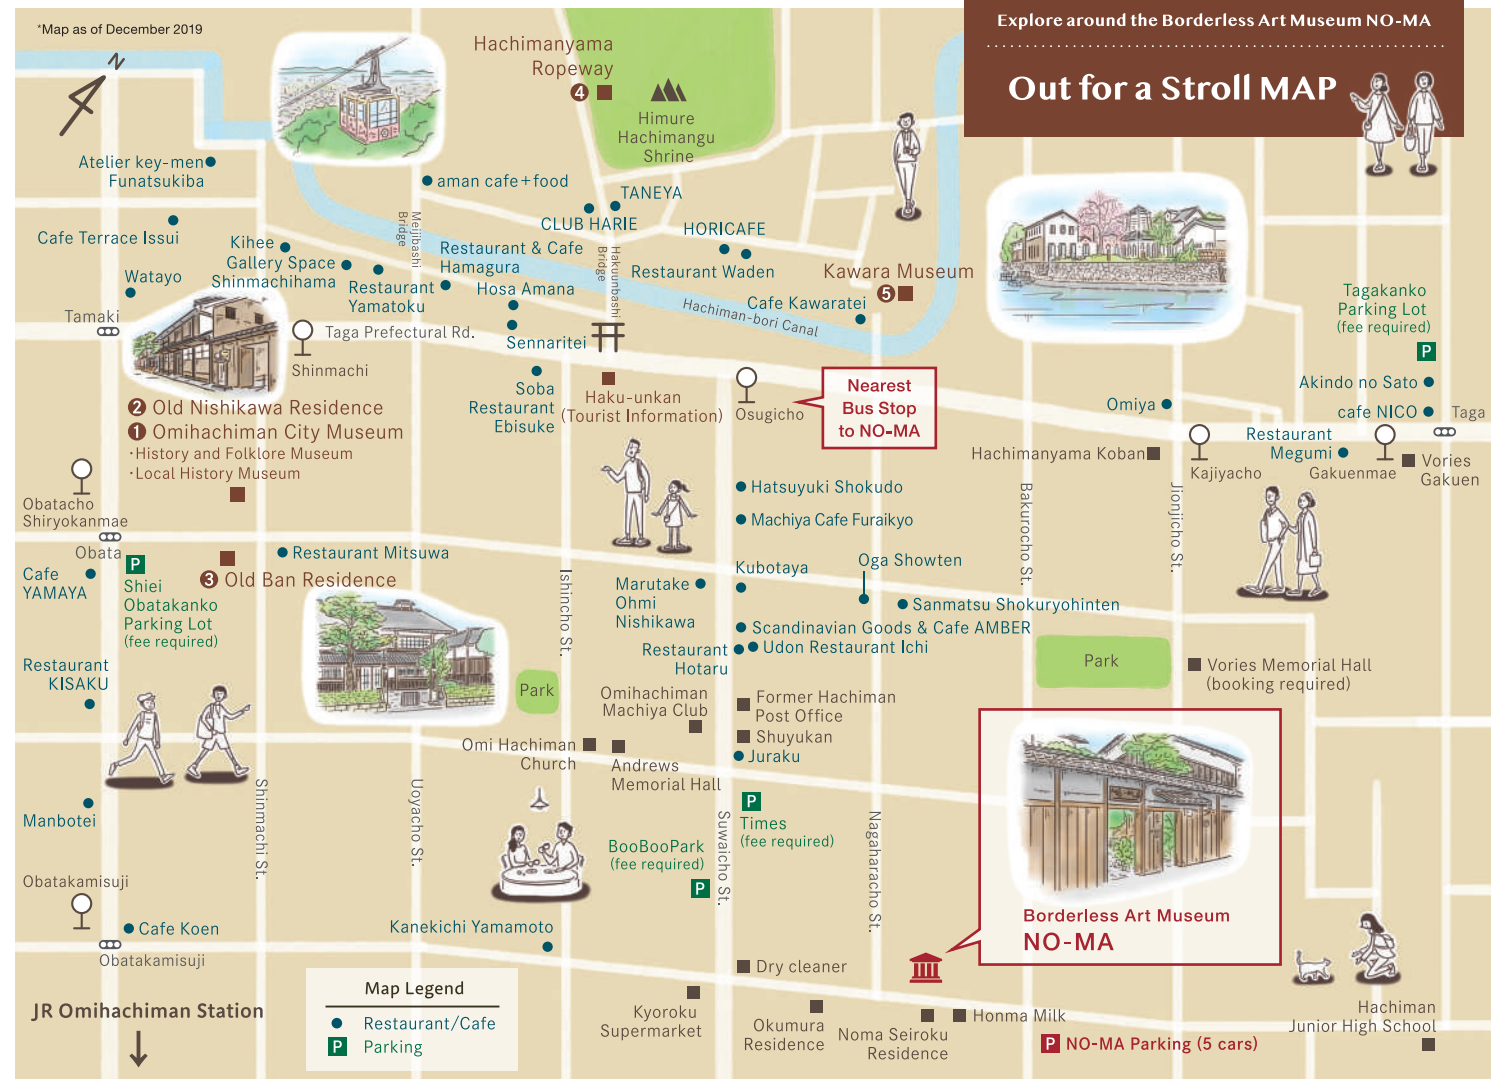 *Map as of December 2019
Explore around the Borderless Art Museum NO-MA
Out for a Stroll MAP
N
Hachimanyama
Ropeway
4
Himure
Hachimangu
Shrine
Atelier key-men
Funatsukiba
aman cafe+food
TANEYA
CLUB HARIE
Cafe Terrace Issui
Kihee
Gallery Space
Shinmachihama
Meijibashi
Bridge
Restaurant & Cafe
Hamagura
Hakuunbashi
Bridge
HORICAFE
Restaurant Waden
Kawara Museum
5
Watayo
Restaurant
Yamatoku
Hosa Amana
Hachiman-bori Canal
Cafe Kawaratei
Tagakanko
Parking Lot
(fee required)
P
Tamaki
Taga Prefectural Rd.
Sennaritei
Shinmachi
Soba
Restaurant
Ebisuke
Haku-unkan
(Tourist Information)
Osugicho
Nearest
Bus Stop
to NO-MA
Akindo no Sato
Omiya
cafe NICO
Taga
2 Old Nishikawa Residence
1 Omihachiman City Museum
·History and Folklore Museum
·Local History Museum
Restaurant
Megumi
Hachimanyama Koban
Kajiyacho
Gakuenmae
Vories
Gakuen
Obatacho
Shiryokanmae
Obata
Hatsuyuki Shokudo
Machiya Cafe Furaikyo
Bakurocho St.
Jionjicho St.
Restaurant Mitsuwa
3 Old Ban Residence
Cafe
YAMAYA
P
Shiei
Obatakanko
Parking Lot
(fee required)
Ishincho St.
Marutake
Ohmi
Nishikawa
Kubotaya
Oga Showten
Sanmatsu Shokuryohinten
Scandinavian Goods & Cafe AMBER
Udon Restaurant Ichi
Restaurant
Hotaru
Restaurant
KISAKU
Park
Park
Vories Memorial Hall
(booking required)
Omihachiman
Machiya Club
Former Hachiman
Post Office
Shuyukan
Juraku
Omi Hachiman
Church
Andrews
Memorial Hall
Manbotei
Shinmachi St.
Uoyacho St.
Suwaicho St.
Nagaharacho St.
P
Times
(fee required)
BooBooPark
(fee required)
P
Borderless Art Museum
NO-MA
Obatakamisuji
Cafe Koen
Obatakamisuji
Kanekichi Yamamoto
Dry cleaner
Kyoroku
Supermarket
Okumura
Residence
Noma Seiroku
Residence
Honma Milk
P NO-MA Parking (5 cars)
Hachiman
Junior High School
JR Omihachiman Station
Map Legend
Restaurant/Cafe
P Parking